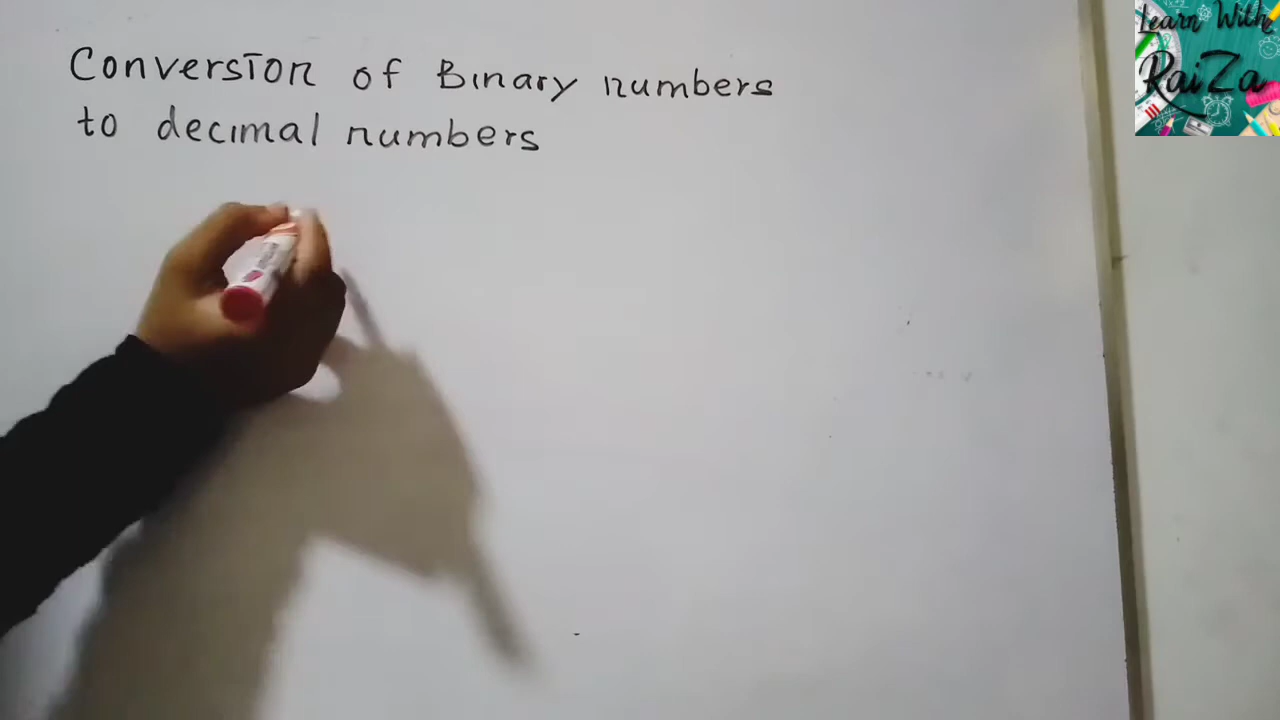 Conversion of Binary numbers
to decimal numbers
Learn With
RaiZa